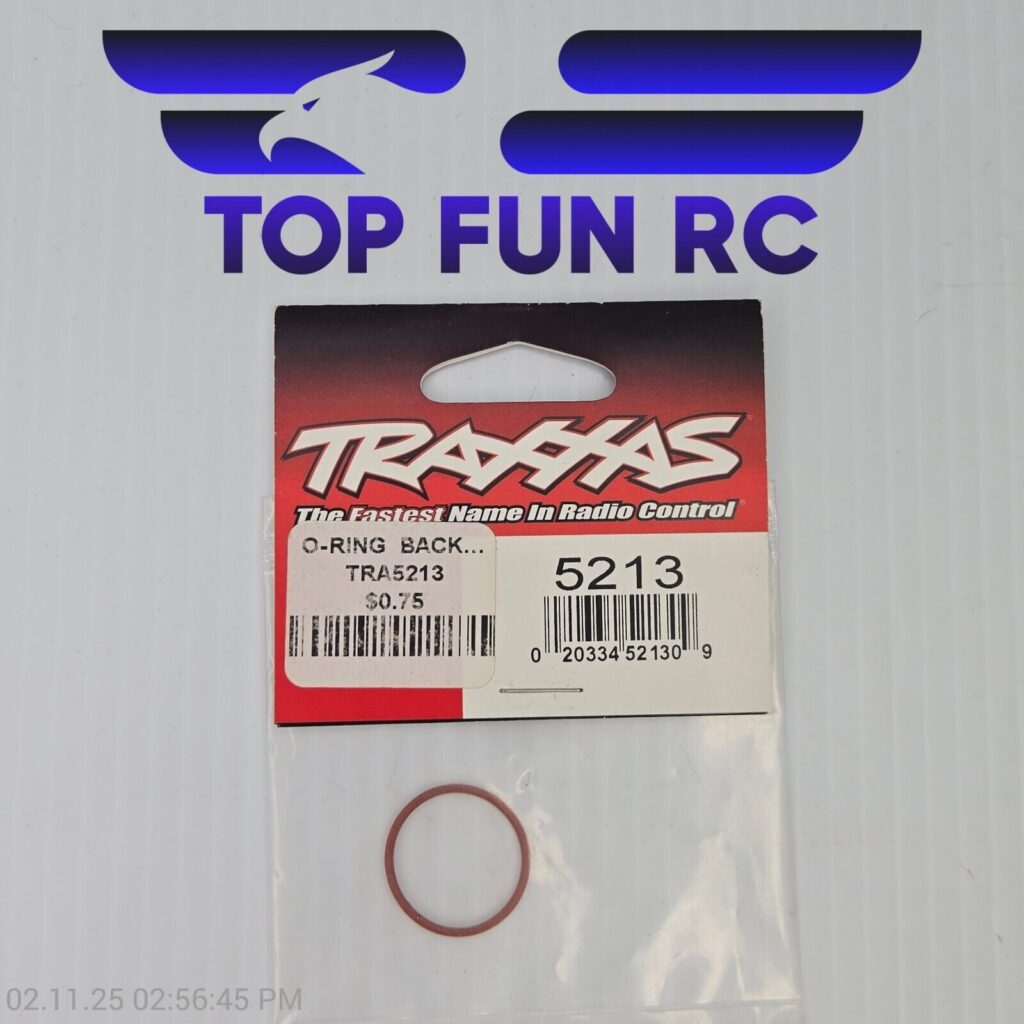 TOP FUN RC
TRAXXAS
The Fastest Name In Radio Control
O-RING BACK...
TRA5213
$0.75
5213
0 20334 52130 9
02.11.25 02:56:45 PM